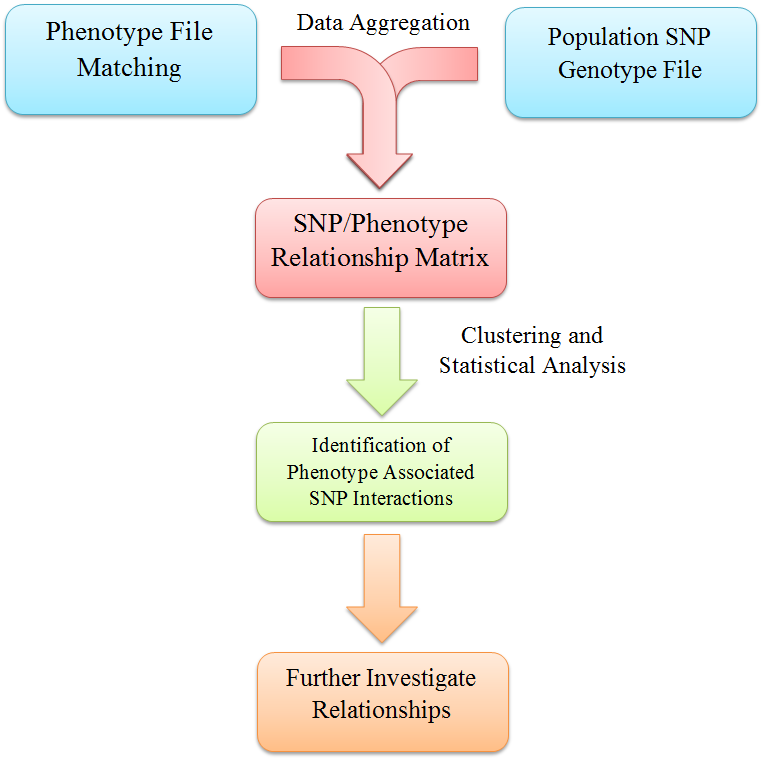 Phenotype File
Matching
Data Aggregation
Population SNP
Genotype File
SNP/Phenotype
Relationship Matrix
Clustering and
Statistical Analysis
Identification of
Phenotype Associated
SNP Interactions
Further Investigate
Relationships